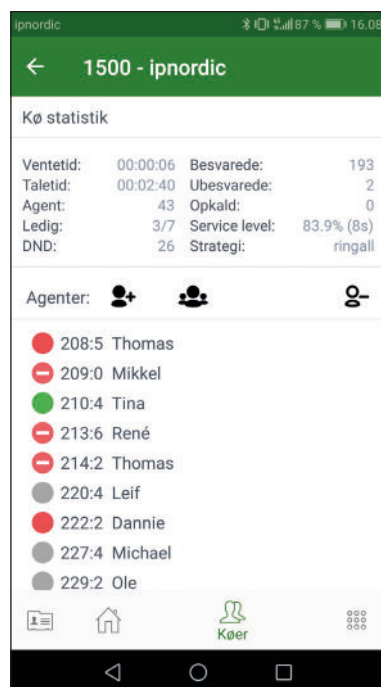 ipnordic 87 % 16.08
1500 - ipnordic
Kø statistik
Ventetid: 00:00:06 Besvarede: 193
Taletid: 00:02:40 Ubesvarede: 2
Agent: 43 Opkald: 0
Ledig: 3/7 Service level: 83.9% (8s)
DND: 26 Strategi: ringall
Agenter:
208:5 Thomas
209:0 Mikkel
210:4 Tina
213:6 René
214:2 Thomas
220:4 Leif
222:2 Dannie
227:4 Michael
229:2 Ole
Køer